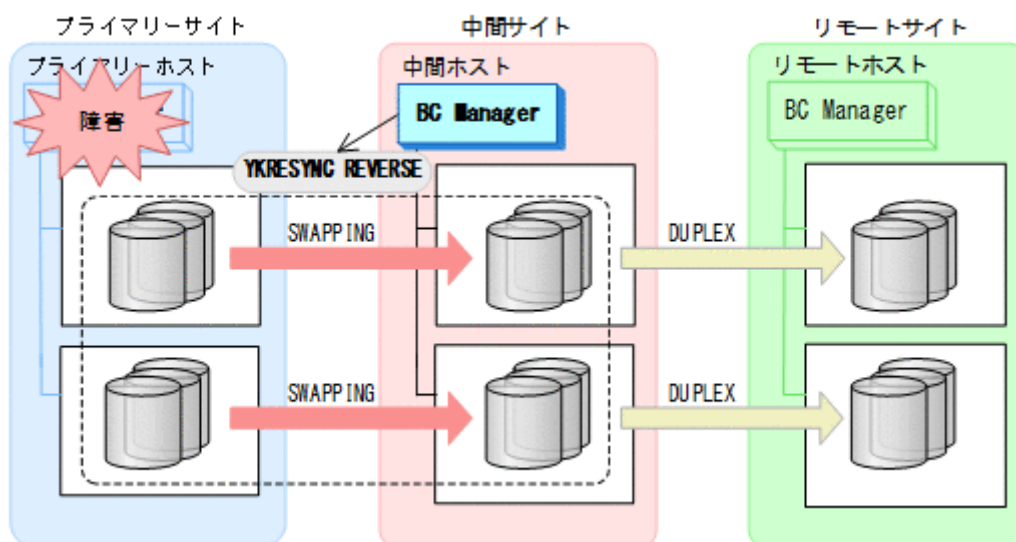 プライマリーサイト
中間サイト
リモートサイト
プライマリーホスト
中間ホスト
リモートホスト
障害
BC Manager
BC Manager
YKRESYNC REVERSE
SWAPPING
DUPLEX
SWAPPING
DUPLEX